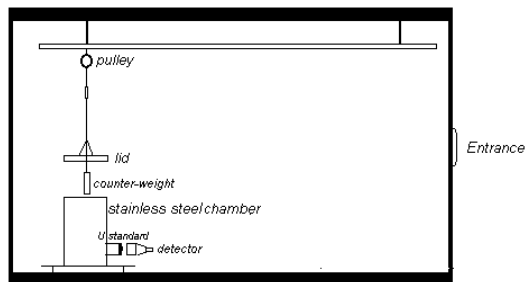 pulley
Entrance
lid
counter-weight
stainless steel chamber
U standard
detector